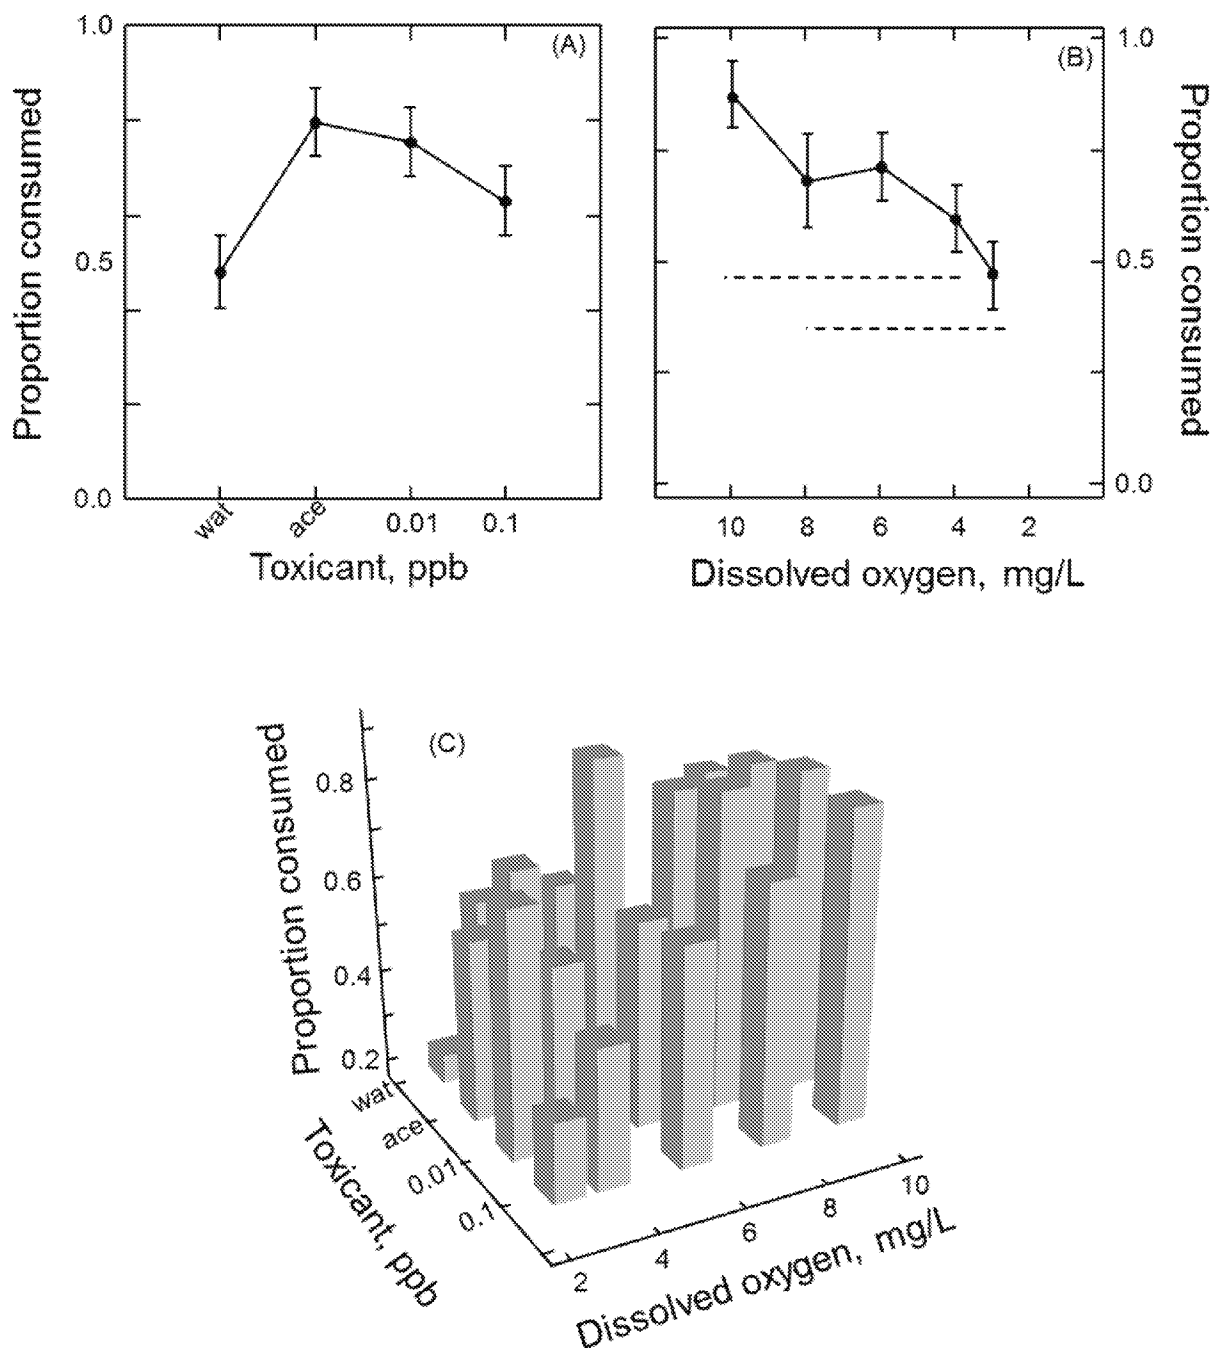 (A)
Proportion consumed
1.0
0.5
0.0
wat
ace
0.01
0.1
Toxicant, ppb
(B)
Proportion consumed
1.0
0.5
0.0
10
8
6
4
2
Dissolved oxygen, mg/L
(C)
Proportion consumed
0.8
0.6
0.4
0.2
wat
ace
0.01
0.1
Toxicant, ppb
2
4
6
8
10
Dissolved oxygen, mg/L